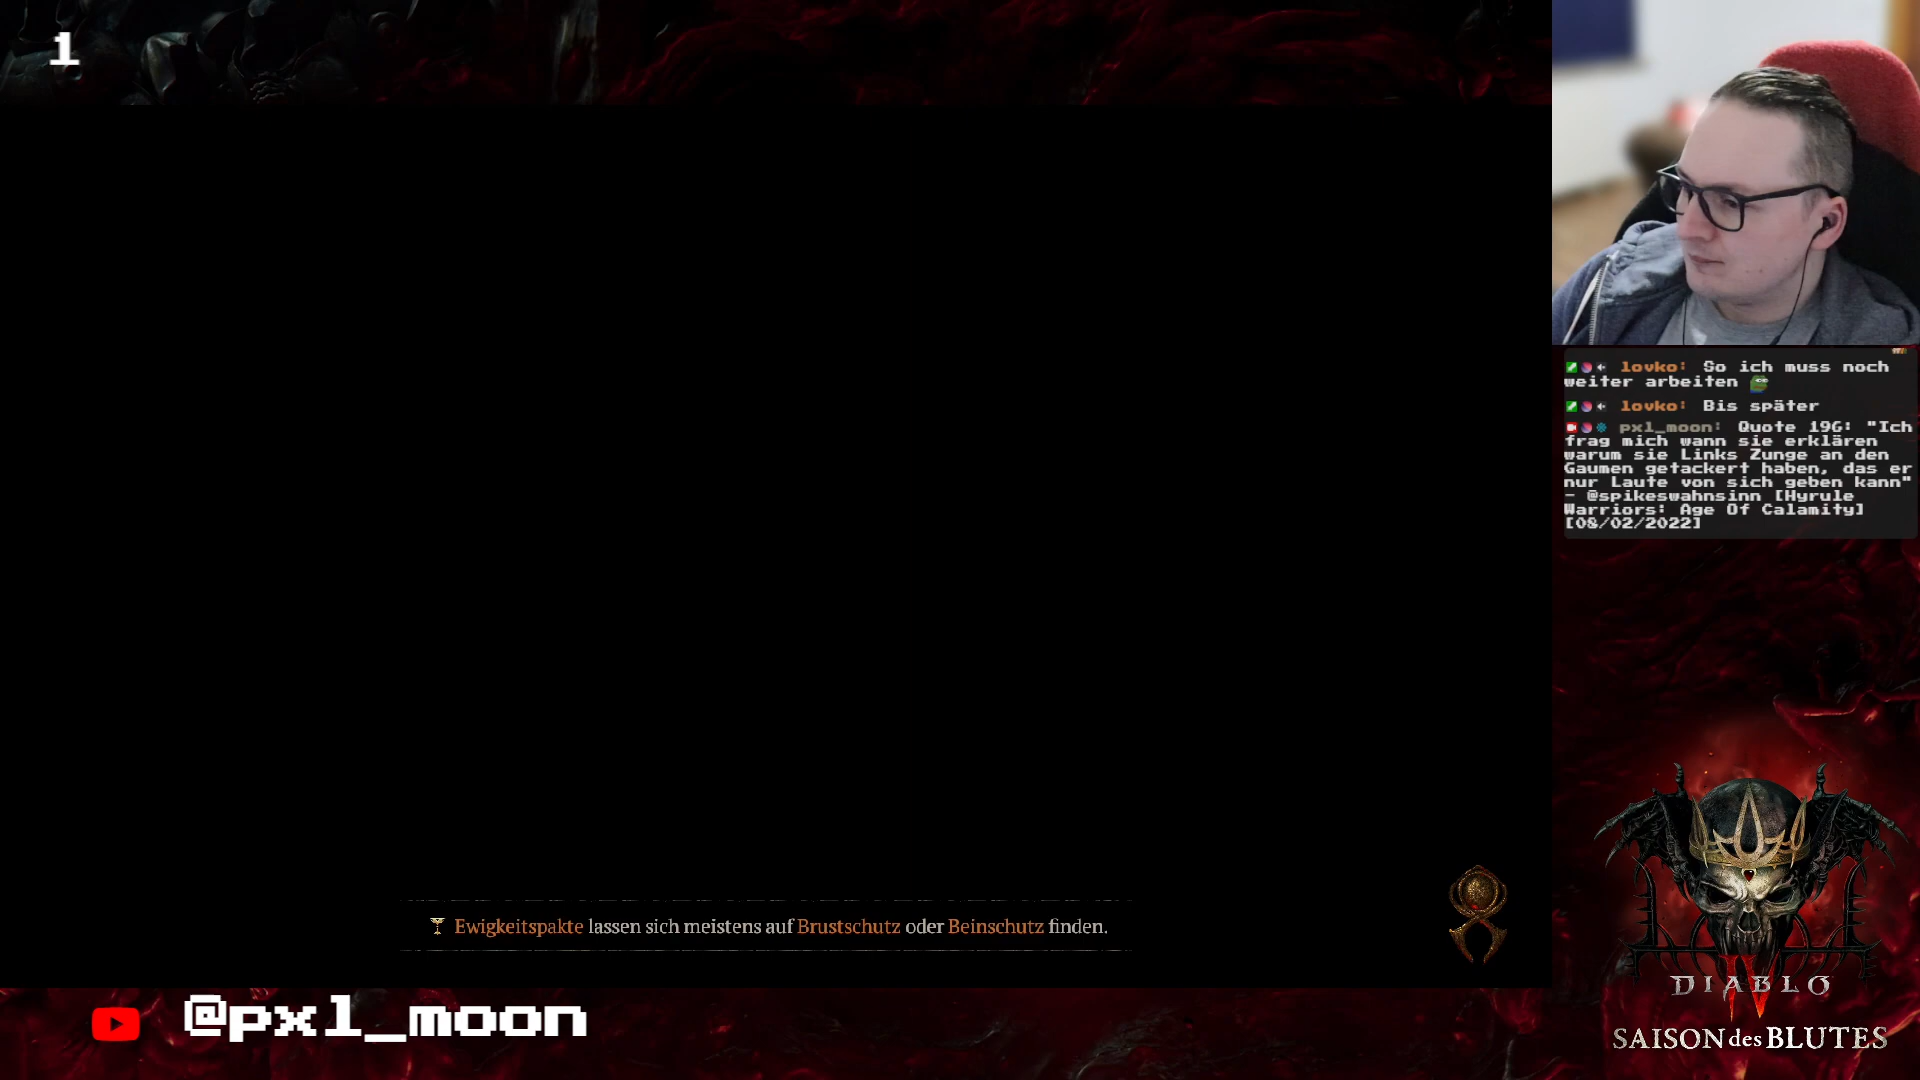 1
lovko: So ich muss noch
weiter arbeiten
lovko: Bis später
pxl_moon: Quote 196: "Ich
frag mich wann sie erklären
warum sie Links Zunge an den
Gaumen getackert haben, das er
nur Laute von sich geben kann"
- @spikeswahnsinn [Hyrule
Warriors: Age Of Calamity]
[08/02/2022]
Ewigkeitspakte lassen sich meistens auf Brustschutz oder Beinschutz finden.
@pxl_moon
DIABLO
IV
SAISON des BLUTES